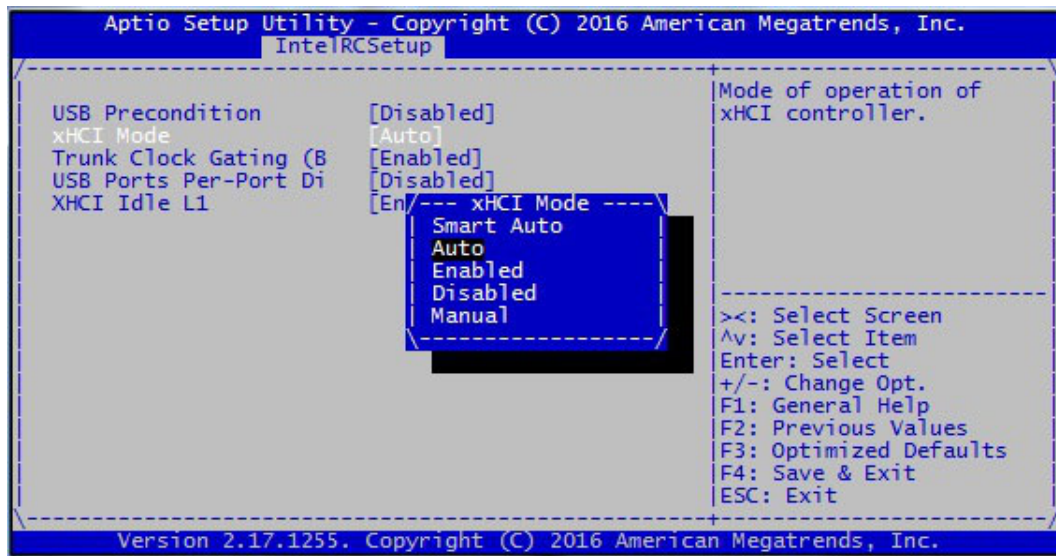 Aptio Setup Utility - Copyright (C) 2016 American Megatrends, Inc.
IntelRCSetup
USB Precondition [Disabled]
xHCI Mode [Auto]
Trunk Clock Gating (B [Enabled]
USB Ports Per-Port Di [Disabled]
XHCI Idle L1 [En
--- xHCI Mode ----
Smart Auto
Auto
Enabled
Disabled
Manual
Mode of operation of
xHCI controller.
><: Select Screen
^v: Select Item
Enter: Select
+/-: Change Opt.
F1: General Help
F2: Previous Values
F3: Optimized Defaults
F4: Save & Exit
ESC: Exit
Version 2.17.1255. Copyright (C) 2016 American Megatrends, Inc.